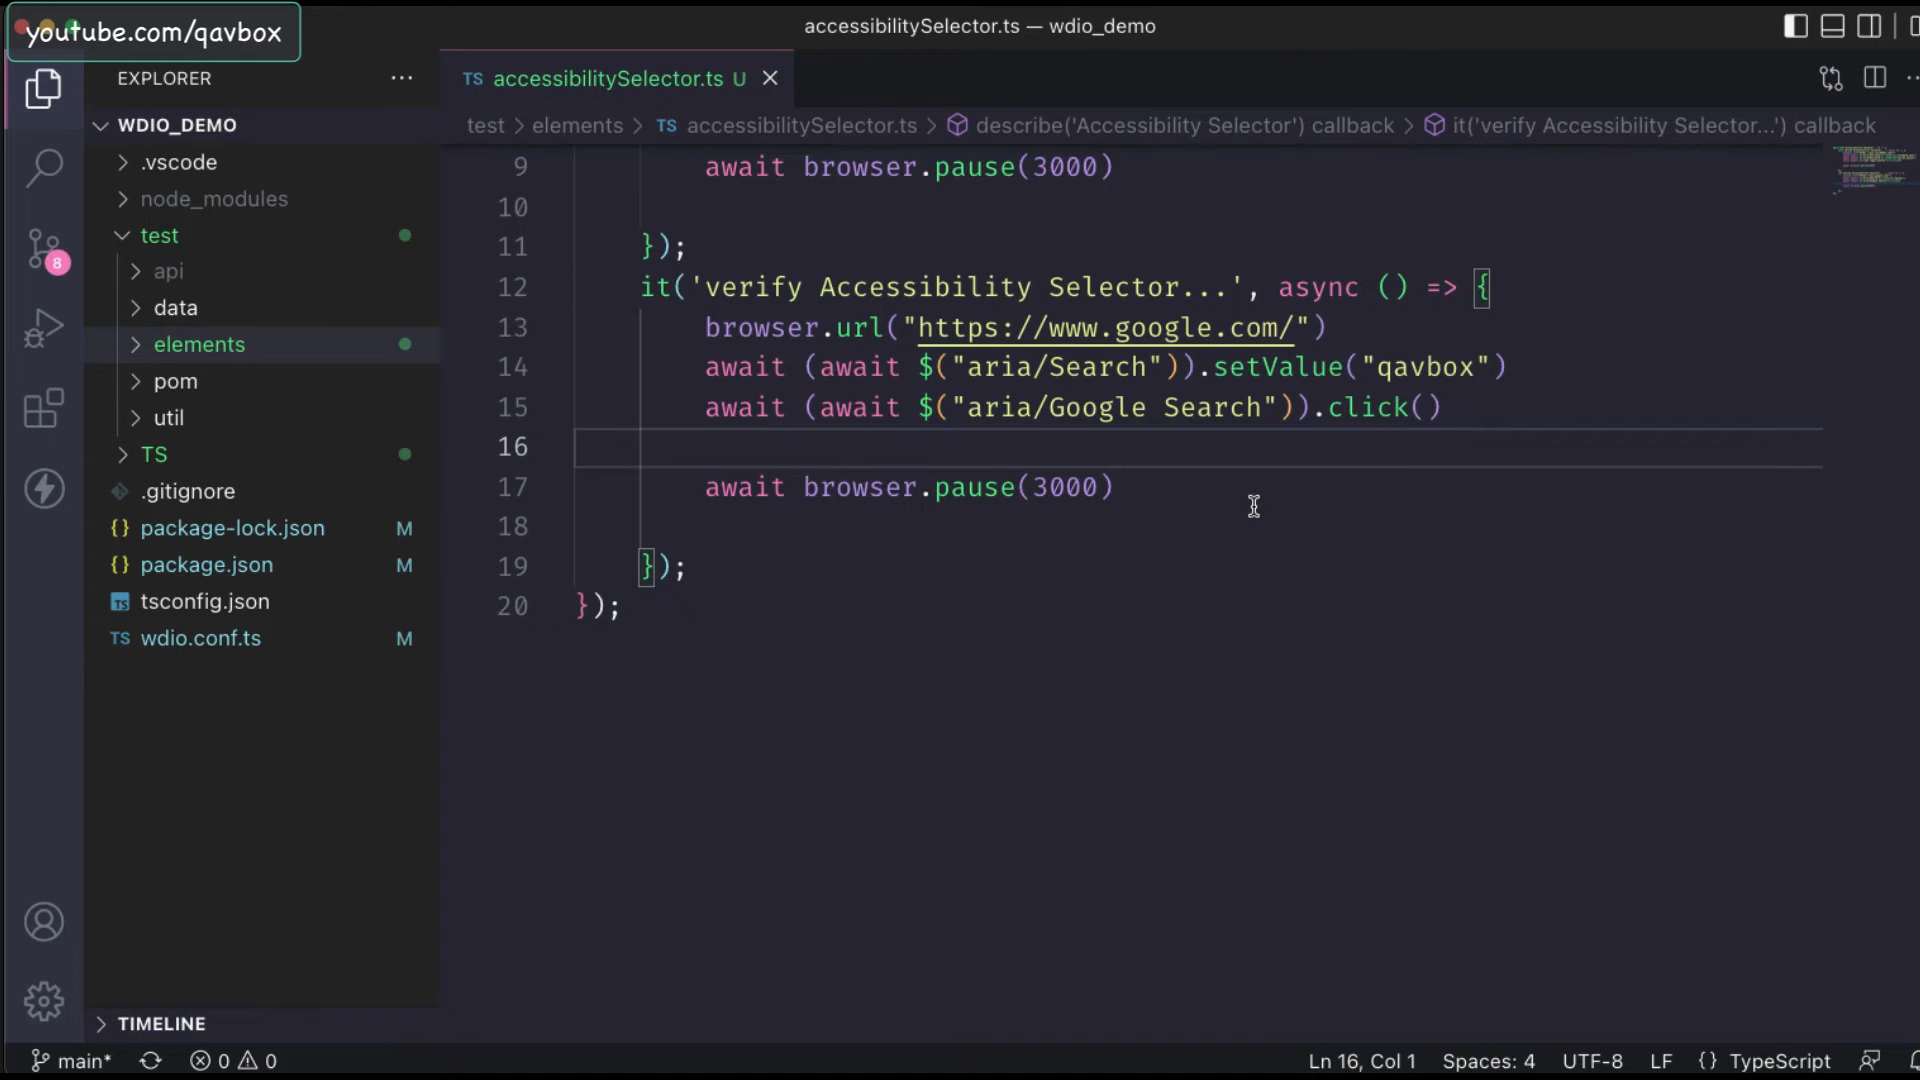 youtube.com/qavbox
accessibilitySelector.ts — wdio_demo
EXPLORER
WDIO_DEMO
.vscode
node_modules
test
api
data
elements
pom
util
TS
.gitignore
{} package-lock.json M
{} package.json M
TS tsconfig.json
TS wdio.conf.ts M
TIMELINE
8
TS accessibilitySelector.ts U
test > elements > TS accessibilitySelector.ts > describe('Accessibility Selector') callback > it('verify Accessibility Selector...') callback
9 await browser.pause(3000)
10
11 });
12 it('verify Accessibility Selector...', async () => {
13 browser.url("https://www.google.com/")
14 await (await $("aria/Search")).setValue("qavbox")
15 await (await $("aria/Google Search")).click()
16
17 await browser.pause(3000)
18
19 });
20 });
main* 0 0 Ln 16, Col 1 Spaces: 4 UTF-8 LF {} TypeScript